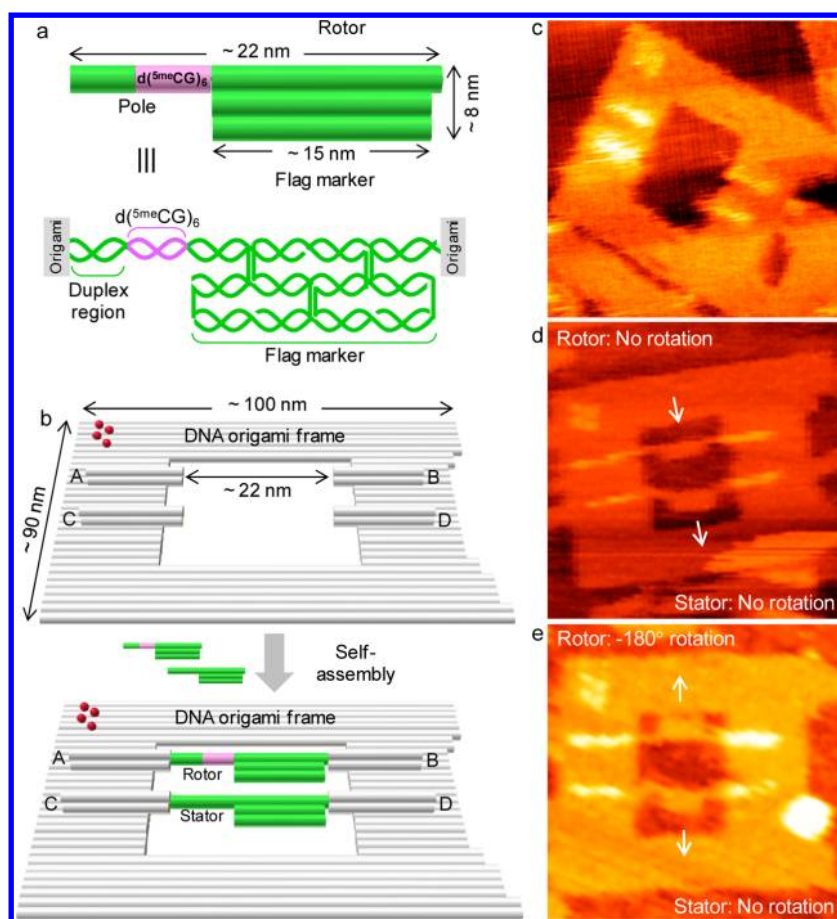 a
Rotor
~ 22 nm
d(5meCG)6
Pole
~ 8 nm
~ 15 nm
Flag marker
d(5meCG)6
Origami
Origami
Duplex
region
Flag marker
b
~ 100 nm
DNA origami frame
A
B
~ 22 nm
C
D
~ 90 nm
Self-
assembly
DNA origami frame
A
B
Rotor
C
D
Stator
c
d
Rotor: No rotation
Stator: No rotation
e
Rotor: -180° rotation
Stator: No rotation